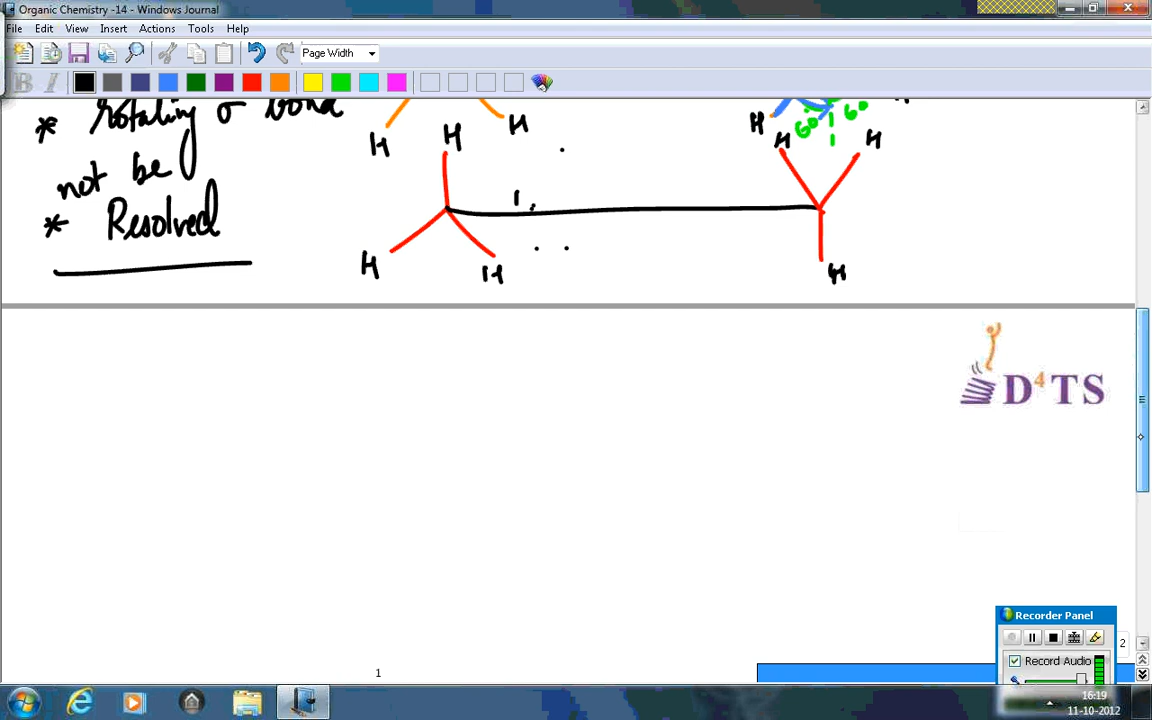 Organic Chemistry -14 - Windows Journal
File Edit View Insert Actions Tools Help
Page Width
B I
* Rotating σ bond
not be
* Resolved
H H H
H H H
H 60 60
H H
H
D4TS
Recorder Panel
Record Audio
2
1
16:19
11-10-2012